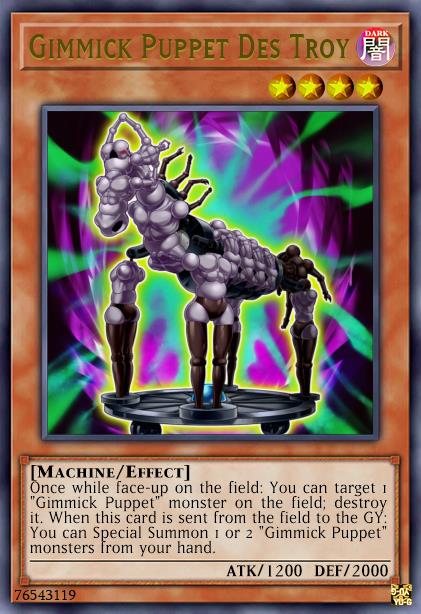 Gimmick Puppet Des Troy
DARK
闇
[Machine/Effect]
Once while face-up on the field: You can target 1
"Gimmick Puppet" monster on the field; destroy
it. When this card is sent from the field to the GY:
You can Special Summon 1 or 2 "Gimmick Puppet"
monsters from your hand.
ATK/1200 DEF/2000
76543119